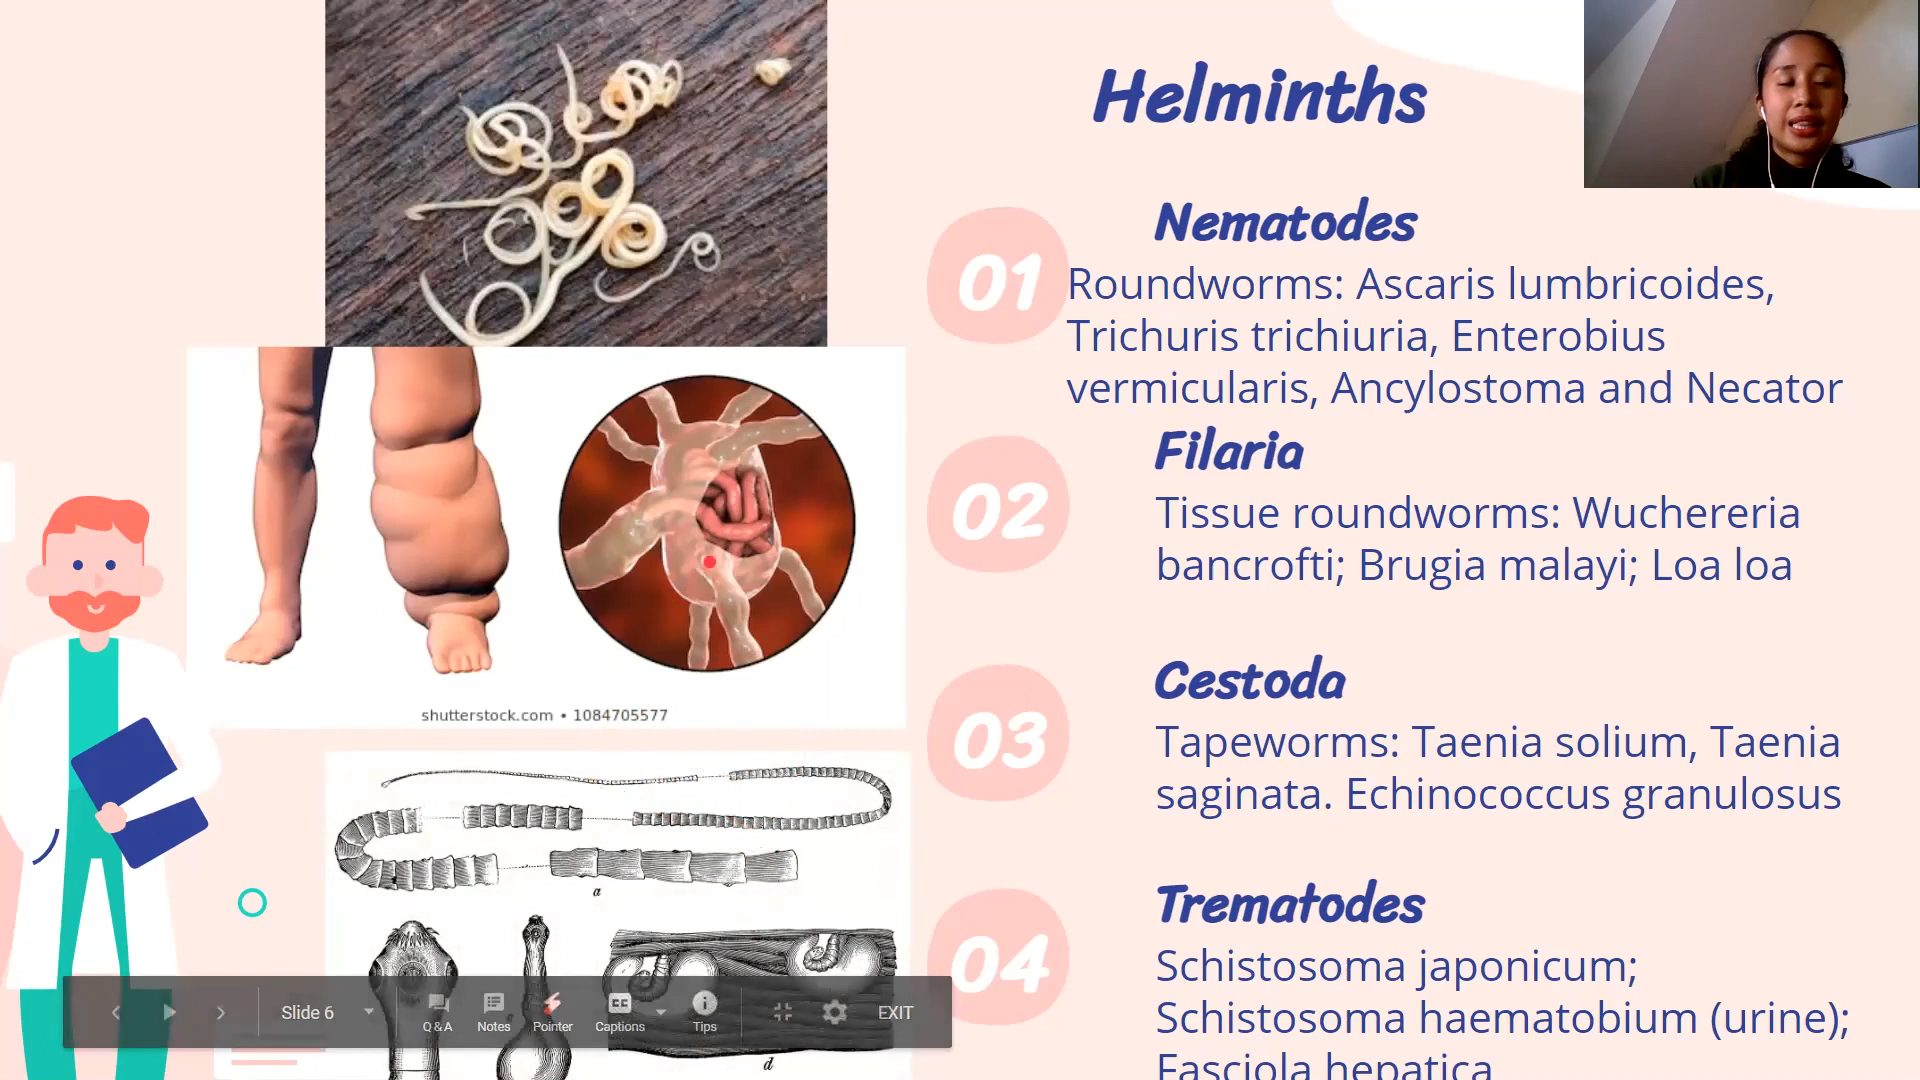 Helminths
01
Nematodes
Roundworms: Ascaris lumbricoides,
Trichuris trichiuria, Enterobius
vermicularis, Ancylostoma and Necator
02
Filaria
Tissue roundworms: Wuchereria
bancrofti; Brugia malayi; Loa loa
03
Cestoda
Tapeworms: Taenia solium, Taenia
saginata. Echinococcus granulosus
04
Trematodes
Schistosoma japonicum;
Schistosoma haematobium (urine);
Fasciola hepatica
shutterstock.com • 1084705577
a
d
Slide 6
Q & A
Notes
Pointer
CC
Captions
Tips
EXIT